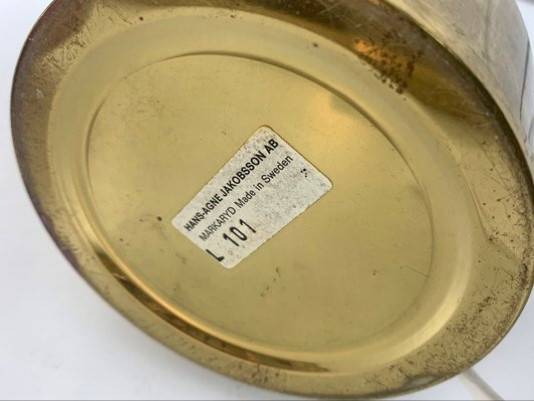 HANS-AGNE JAKOBSSON AB
MARKARYD Made in Sweden
L 101